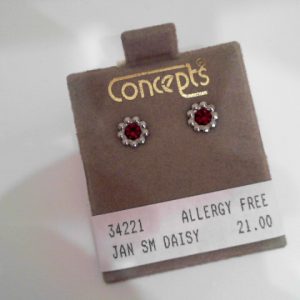 Concepts
34221 ALLERGY FREE
JAN SM DAISY 21.00